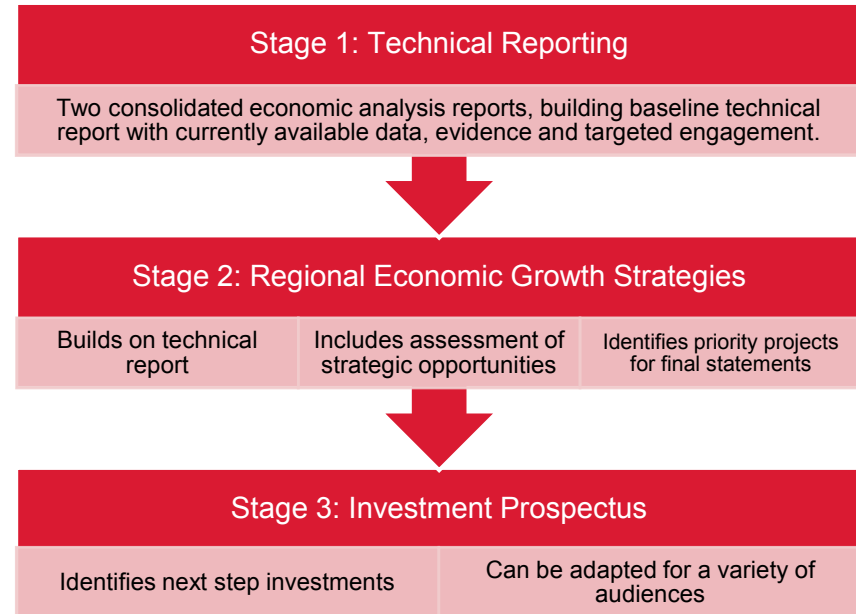 Stage 1: Technical Reporting
Two consolidated economic analysis reports, building baseline technical
report with currently available data, evidence and targeted engagement.
Stage 2: Regional Economic Growth Strategies
Builds on technical
report
Includes assessment of
strategic opportunities
Identifies priority projects
for final statements
Stage 3: Investment Prospectus
Identifies next step investments
Can be adapted for a variety of
audiences